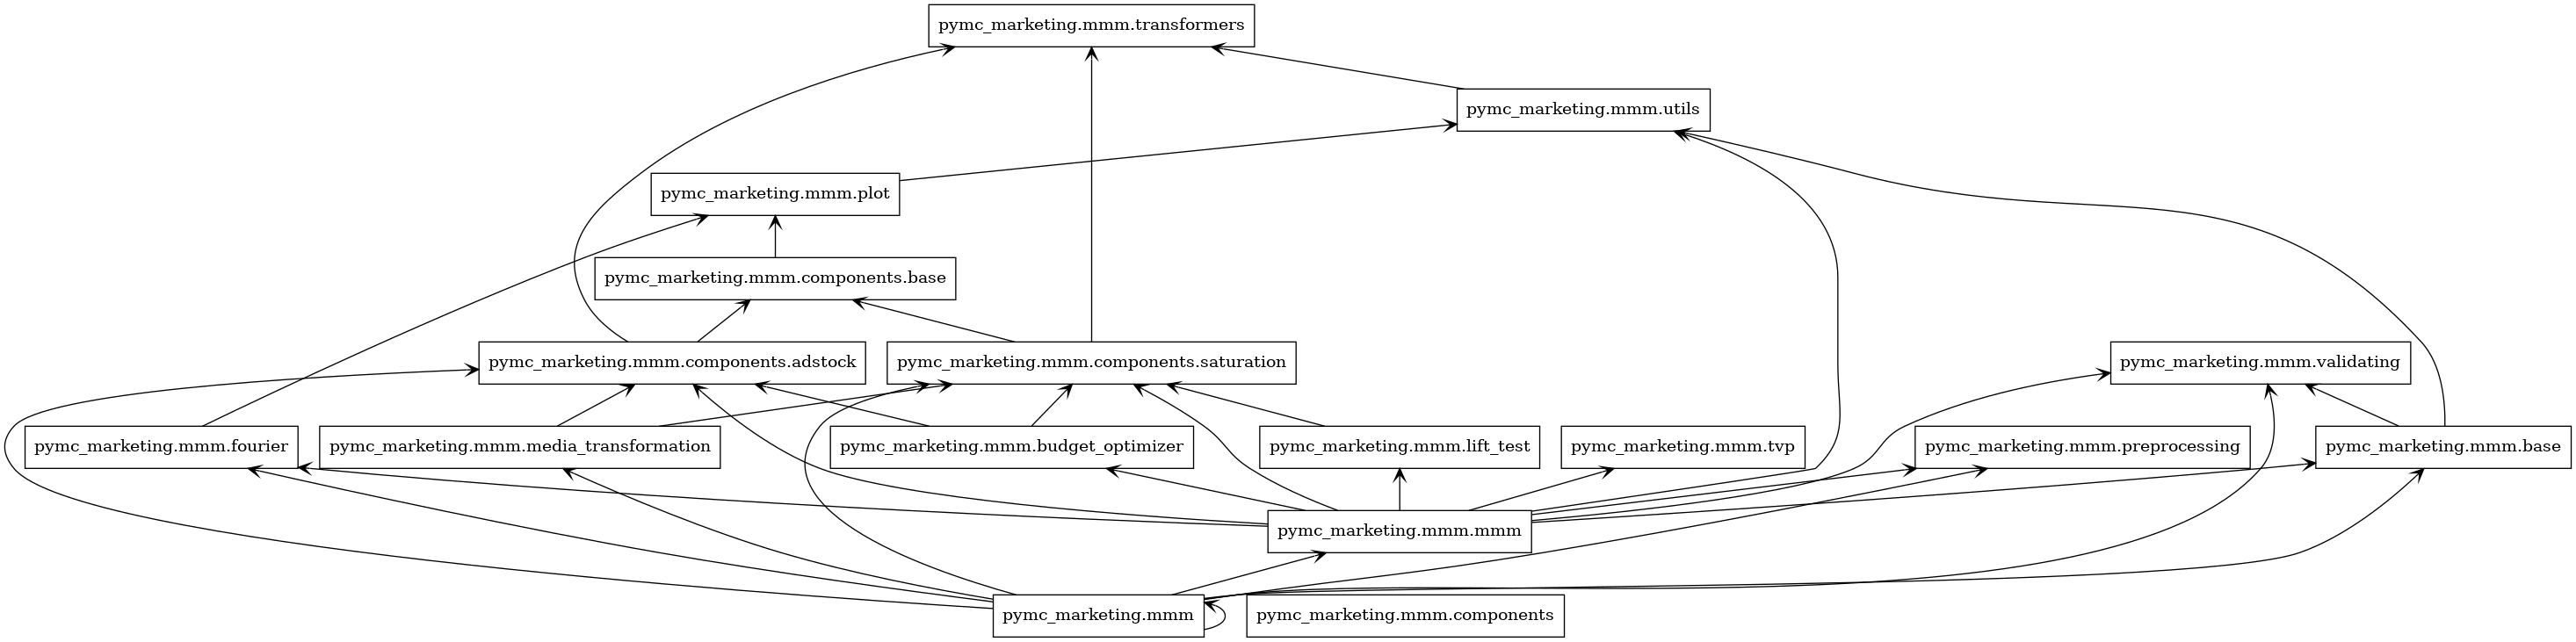 pymc_marketing.mmm.transformers
pymc_marketing.mmm.utils
pymc_marketing.mmm.plot
pymc_marketing.mmm.components.base
pymc_marketing.mmm.components.adstock
pymc_marketing.mmm.components.saturation
pymc_marketing.mmm.validating
pymc_marketing.mmm.fourier
pymc_marketing.mmm.media_transformation
pymc_marketing.mmm.budget_optimizer
pymc_marketing.mmm.lift_test
pymc_marketing.mmm.tvp
pymc_marketing.mmm.preprocessing
pymc_marketing.mmm.base
pymc_marketing.mmm.mmm
pymc_marketing.mmm
pymc_marketing.mmm.components